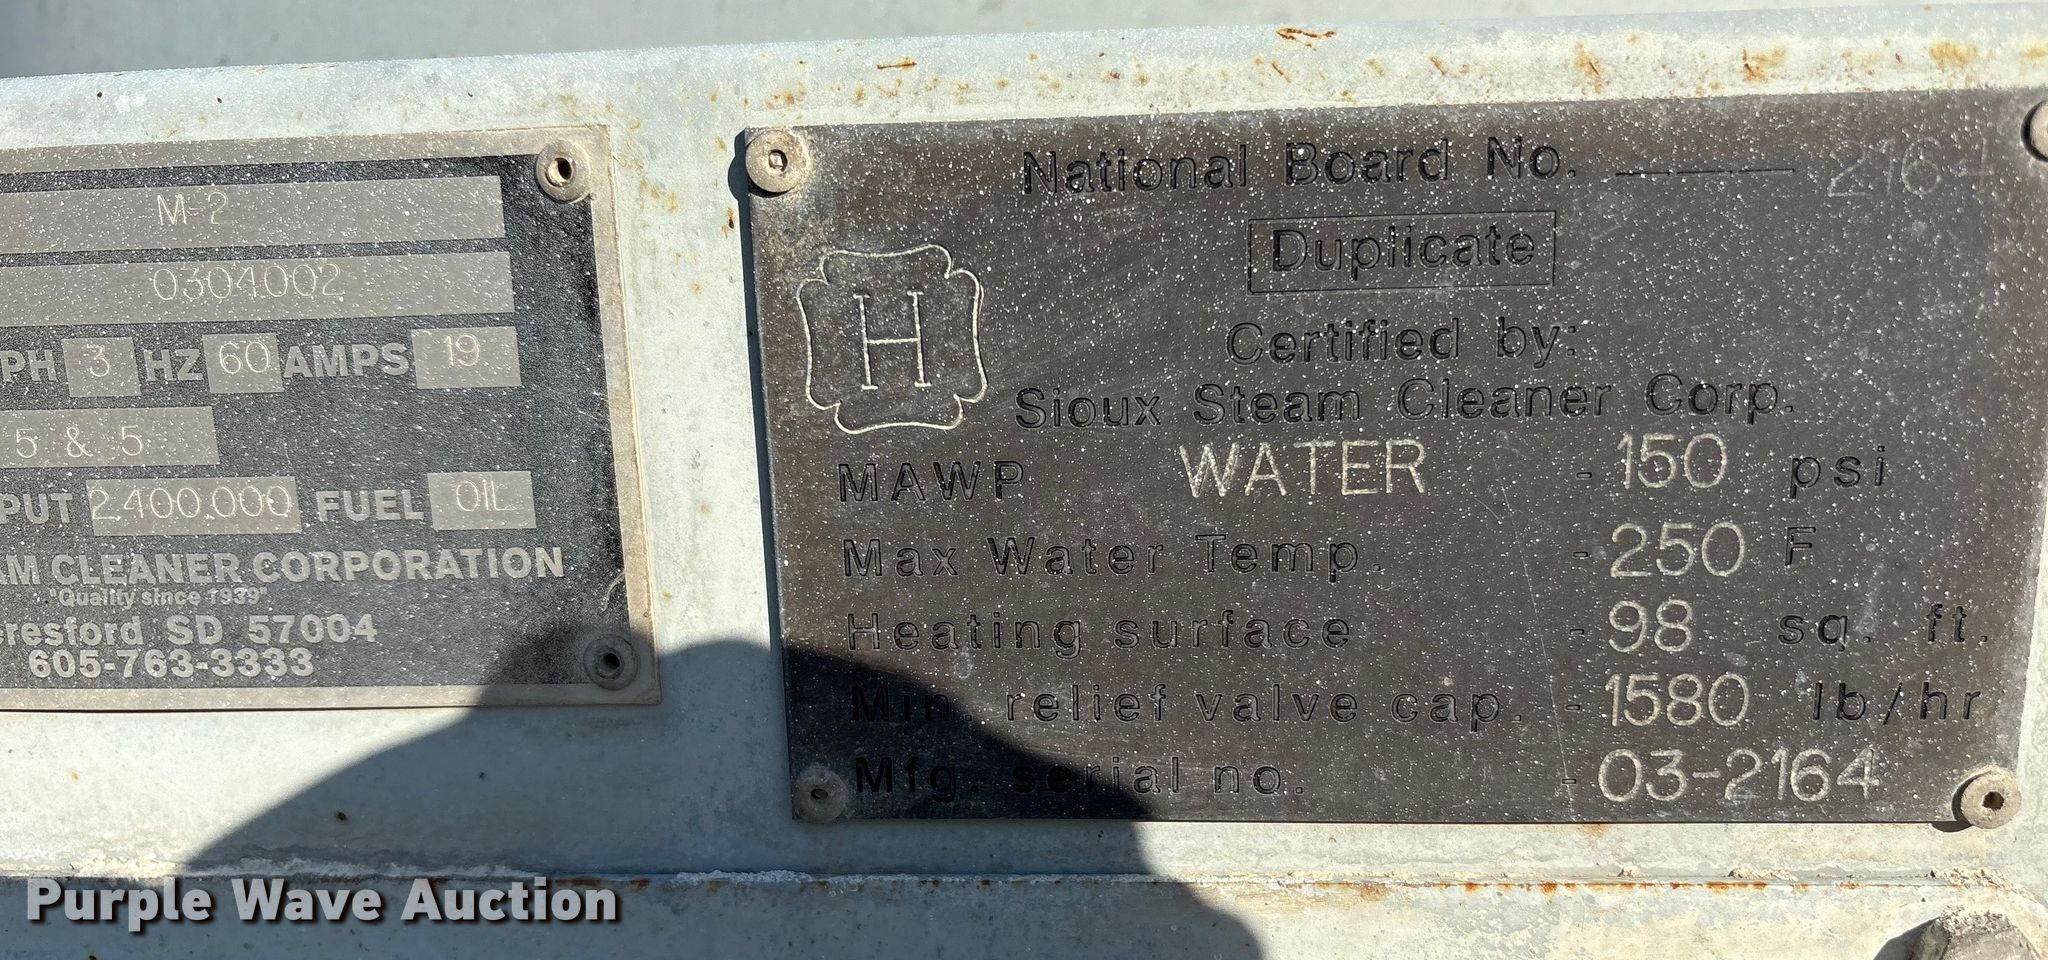 M-2
0304002
PH 3 HZ 60 AMPS 19
5 & 5
PUT 2,400,000 FUEL OIL
AM CLEANER CORPORATION
"Quality since 1939"
eresford SD 57004
605-763-3333
National Board No. 2164
Duplicate
H
Certified by:
Sioux Steam Cleaner Corp.
MAWP WATER - 150 psi
Max Water Temp. - 250 F
Heating surface - 98 sq. ft.
Min. relief valve cap. - 1580 lb/hr
Mfg. serial no. - 03-2164
Purple Wave Auction